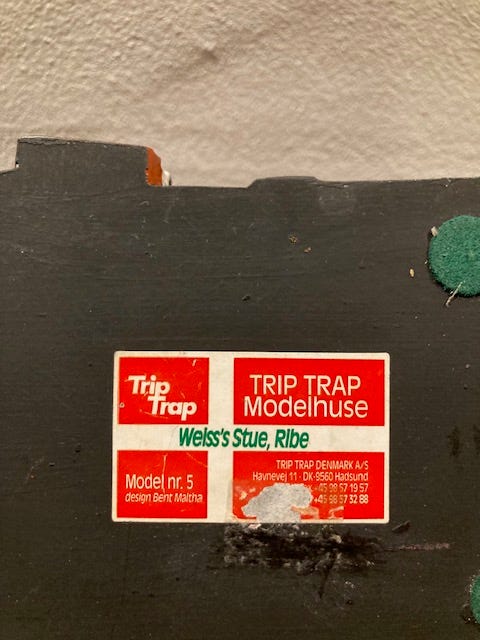 Trip
Trap
TRIP TRAP
Modelhuse
Weiss's Stue, Ribe
Model nr. 5
design Bent Maltha
TRIP TRAP DENMARK A/S
Havnevej 11 · DK-9560 Hadsund
+45 98 57 19 57
+45 98 57 32 88